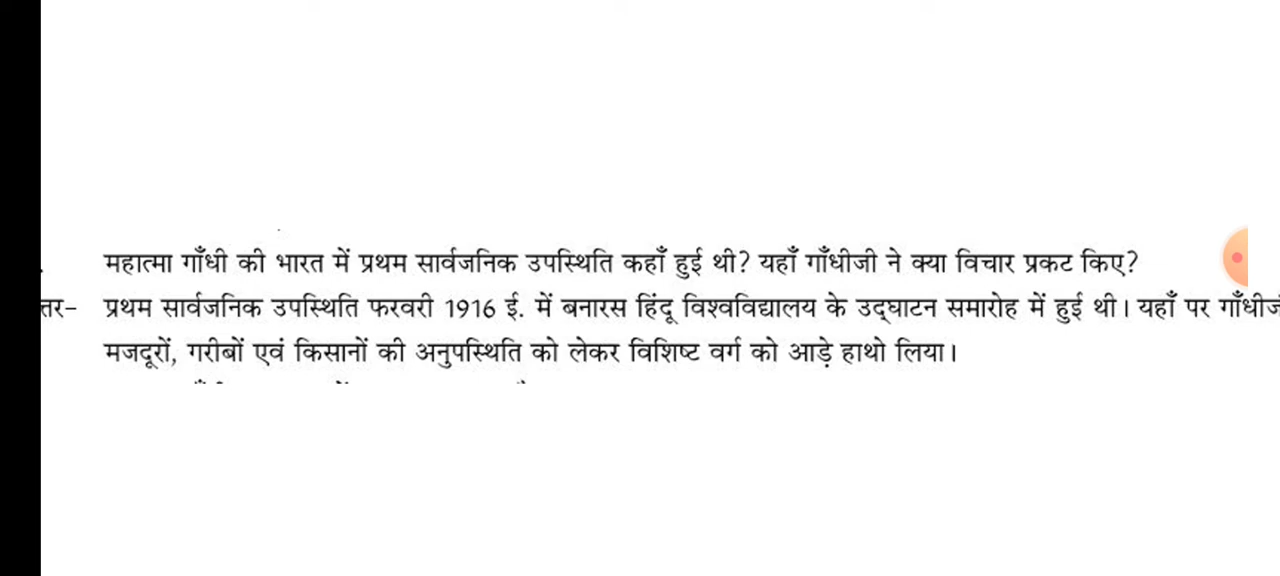 महात्मा गाँधी की भारत में प्रथम सार्वजनिक उपस्थिति कहाँ हुई थी? यहाँ गाँधीजी ने क्या विचार प्रकट किए?
त्तर- प्रथम सार्वजनिक उपस्थिति फरवरी 1916 ई. में बनारस हिंदू विश्वविद्यालय के उद्घाटन समारोह में हुई थी। यहाँ पर गाँधीजी
मजदूरों, गरीबों एवं किसानों की अनुपस्थिति को लेकर विशिष्ट वर्ग को आड़े हाथो लिया।